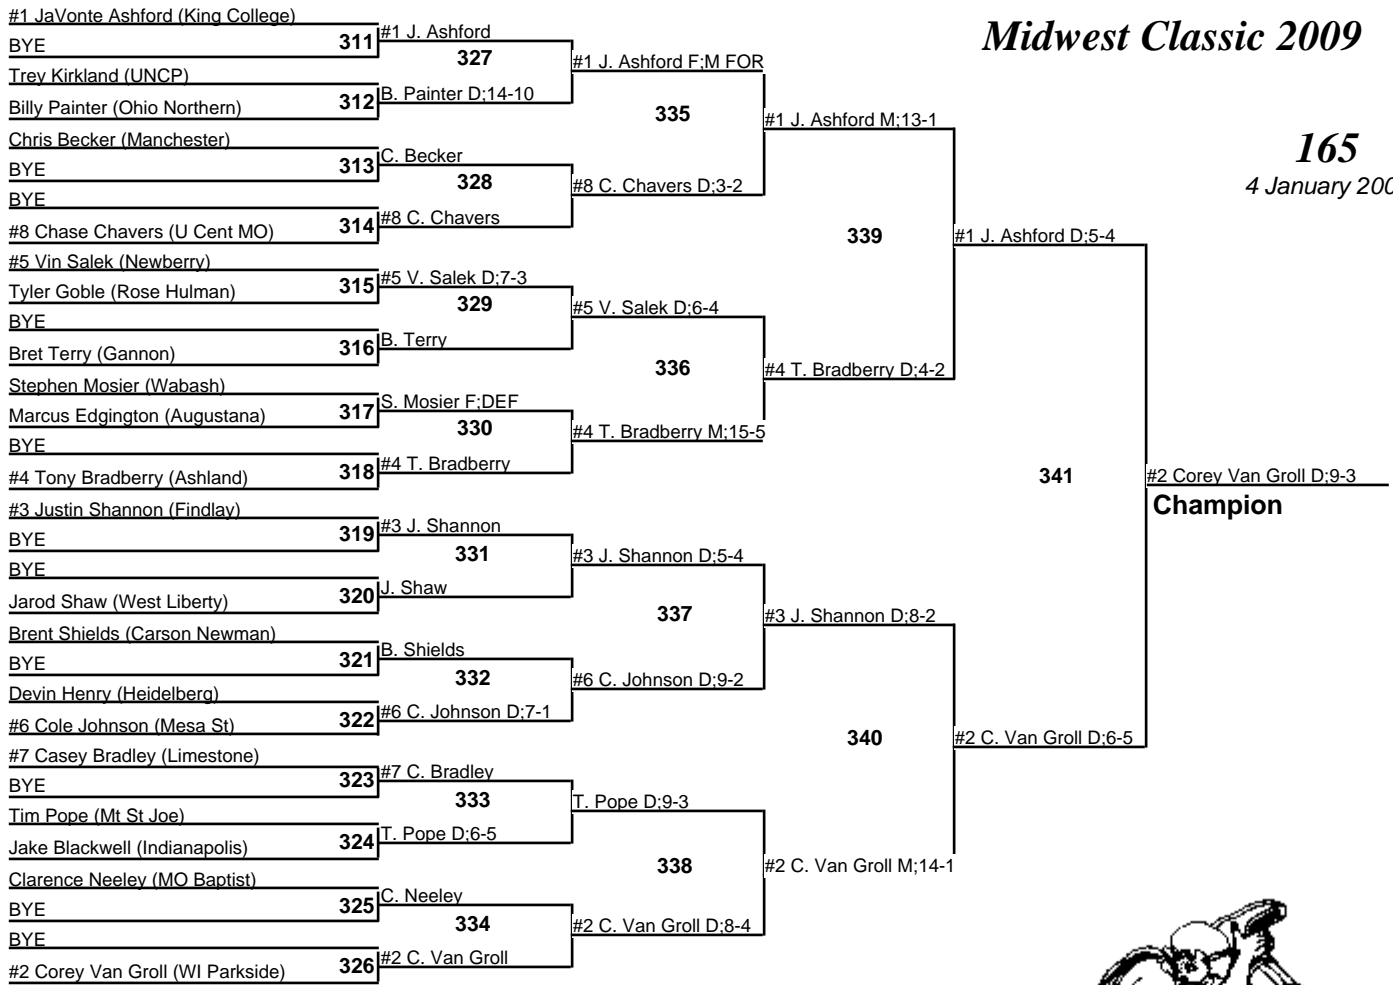 Midwest Classic 2009
165
4 January 200
#1 JaVonte Ashford (King College)
BYE
311
Trey Kirkland (UNCP)
Billy Painter (Ohio Northern)
312
Chris Becker (Manchester)
BYE
313
BYE
#8 Chase Chavers (U Cent MO)
314
#5 Vin Salek (Newberry)
Tyler Goble (Rose Hulman)
315
BYE
Bret Terry (Gannon)
316
Stephen Mosier (Wabash)
Marcus Edgington (Augustana)
317
BYE
#4 Tony Bradberry (Ashland)
318
#3 Justin Shannon (Findlay)
BYE
319
BYE
Jarod Shaw (West Liberty)
320
Brent Shields (Carson Newman)
BYE
321
Devin Henry (Heidelberg)
#6 Cole Johnson (Mesa St)
322
#7 Casey Bradley (Limestone)
BYE
323
Tim Pope (Mt St Joe)
Jake Blackwell (Indianapolis)
324
Clarence Neeley (MO Baptist)
BYE
325
BYE
#2 Corey Van Groll (WI Parkside)
326
#1 J. Ashford
327
B. Painter D;14-10
C. Becker
328
#8 C. Chavers
#5 V. Salek D;7-3
329
B. Terry
S. Mosier F;DEF
330
#4 T. Bradberry
#3 J. Shannon
331
J. Shaw
B. Shields
332
#6 C. Johnson D;7-1
#7 C. Bradley
333
T. Pope D;6-5
C. Neeley
334
#2 C. Van Groll
#1 J. Ashford F;M FOR
335
#8 C. Chavers D;3-2
#5 V. Salek D;6-4
336
#4 T. Bradberry M;15-5
#3 J. Shannon D;5-4
337
#6 C. Johnson D;9-2
T. Pope D;9-3
338
#2 C. Van Groll D;8-4
#1 J. Ashford M;13-1
339
#4 T. Bradberry D;4-2
#3 J. Shannon D;8-2
340
#2 C. Van Groll M;14-1
#1 J. Ashford D;5-4
341
#2 C. Van Groll D;6-5
#2 Corey Van Groll D;9-3
Champion